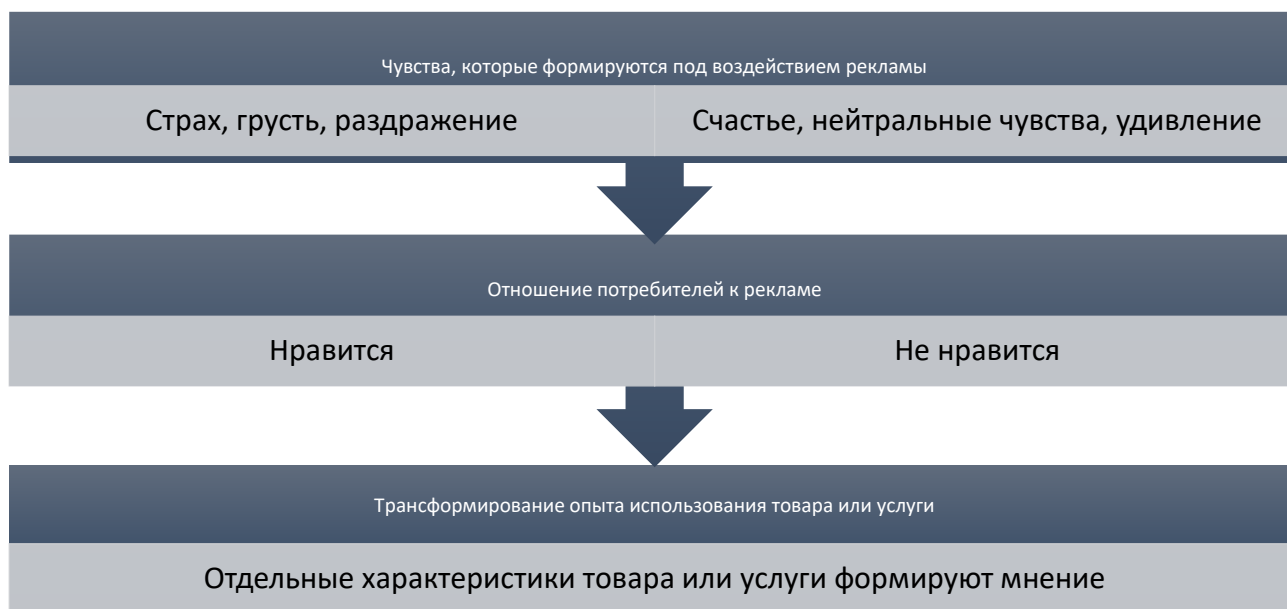 Чувства, которые формируются под воздействием рекламы
Страх, грусть, раздражение
Счастье, нейтральные чувства, удивление
Отношение потребителей к рекламе
Нравится
Не нравится
Трансформирование опыта использования товара или услуги
Отдельные характеристики товара или услуги формируют мнение